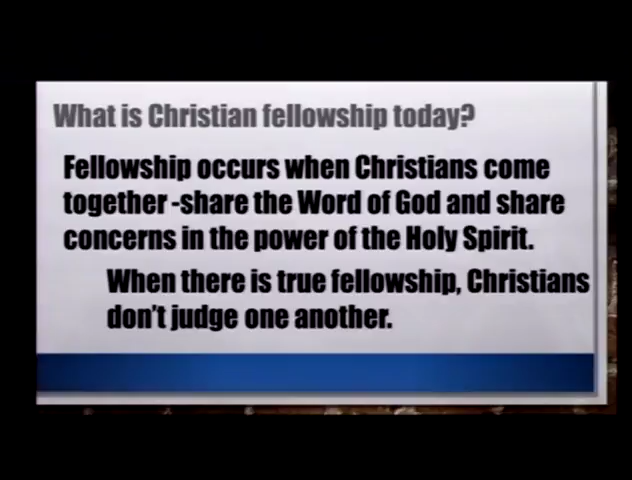 What is Christian fellowship today?
Fellowship occurs when Christians come
together -share the Word of God and share
concerns in the power of the Holy Spirit.
When there is true fellowship, Christians
don't judge one another.